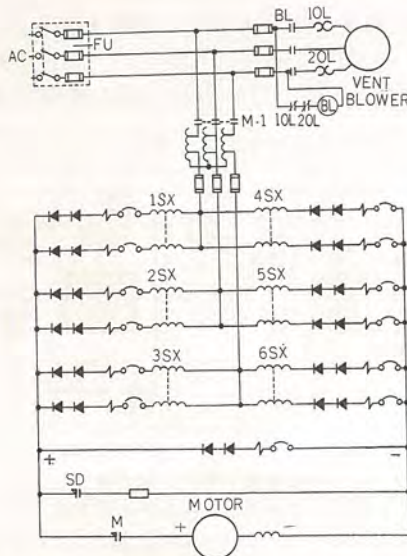 BL 1OL
FU
AC
2OL
VENT
BLOWER
BL
1OL 2OL
M-1
1SX 4SX
2SX 5SX
3SX 6SX
+ -
SD
MOTOR
M + -